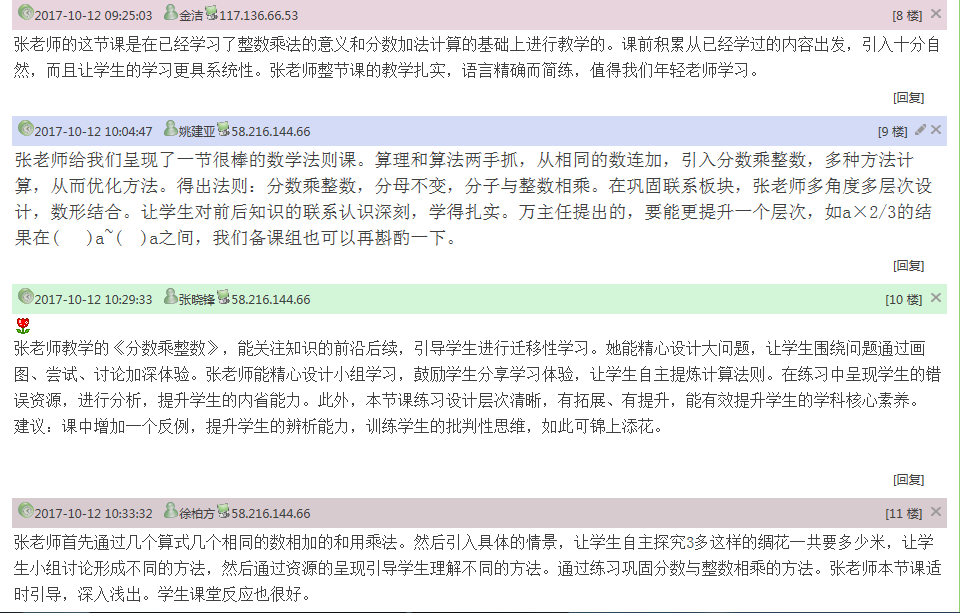 2017-10-12 09:25:03 金洁 117.136.66.53 [8 楼]
张老师的这节课是在已经学习了整数乘法的意义和分数加法计算的基础上进行教学的。课前积累从已经学过的内容出发，引入十分自
然，而且让学生的学习更具系统性。张老师整节课的教学扎实，语言精确而简练，值得我们年轻老师学习。
[回复]
2017-10-12 10:04:47 姚建亚 58.216.144.66 [9 楼]
张老师给我们呈现了一节很棒的数学法则课。算理和算法两手抓，从相同的数连加，引入分数乘整数，多种方法计
算，从而优化方法。得出法则：分数乘整数，分母不变，分子与整数相乘。在巩固联系板块，张老师多角度多层次设
计，数形结合。让学生对前后知识的联系认识深刻，学得扎实。万主任提出的，要能更提升一个层次，如a×2/3的结
果在(   )a~(   )a之间，我们备课组也可以再斟酌一下。
[回复]
2017-10-12 10:29:33 张晓锋 58.216.144.66 [10 楼]
张老师教学的《分数乘整数》，能关注知识的前沿后续，引导学生进行迁移性学习。她能精心设计大问题，让学生围绕问题通过画
图、尝试、讨论加深体验。张老师能精心设计小组学习，鼓励学生分享学习体验，让学生自主提炼计算法则。在练习中呈现学生的错
误资源，进行分析，提升学生的内省能力。此外，本节课练习设计层次清晰，有拓展、有提升，能有效提升学生的学科核心素养。
建议：课中增加一个反例，提升学生的辨析能力，训练学生的批判性思维，如此可锦上添花。
[回复]
2017-10-12 10:33:32 徐柏方 58.216.144.66 [11 楼]
张老师首先通过几个算式几个相同的数相加的和用乘法。然后引入具体的情景，让学生自主探究3多这样的绸花一共要多少米，让学
生小组讨论形成不同的方法，然后通过资源的呈现引导学生理解不同的方法。通过练习巩固分数与整数相乘的方法。张老师本节课适
时引导，深入浅出。学生课堂反应也很好。